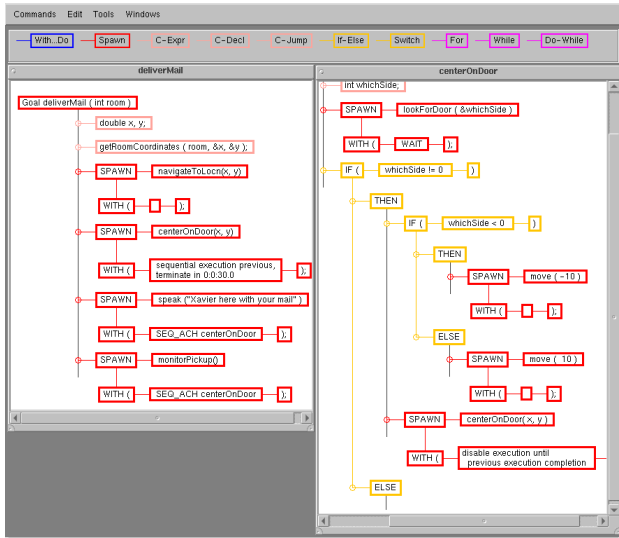 Commands Edit Tools Windows
With...Do Spawn C-Expr C-Decl C-Jump If-Else Switch For While Do-While
deliverMail
Goal deliverMail ( int room )
double x, y;
getRoomCoordinates ( room, &x, &y );
SPAWN navigateToLocn(x, y)
WITH ( );
SPAWN centerOnDoor(x, y)
WITH ( sequential execution previous,
terminate in 0:0:30.0 );
SPAWN speak ("Xavier here with your mail" )
WITH ( SEQ_ACH centerOnDoor );
SPAWN monitorPickup()
WITH ( SEQ_ACH centerOnDoor );
centerOnDoor
int whichSide;
SPAWN lookForDoor ( &whichSide )
WITH ( WAIT );
IF ( whichSide != 0 )
THEN
IF ( whichSide < 0 )
THEN
SPAWN move ( -10 )
WITH ( );
ELSE
SPAWN move ( 10 )
WITH ( );
SPAWN centerOnDoor( x, y )
WITH ( disable execution until
previous execution completion
ELSE